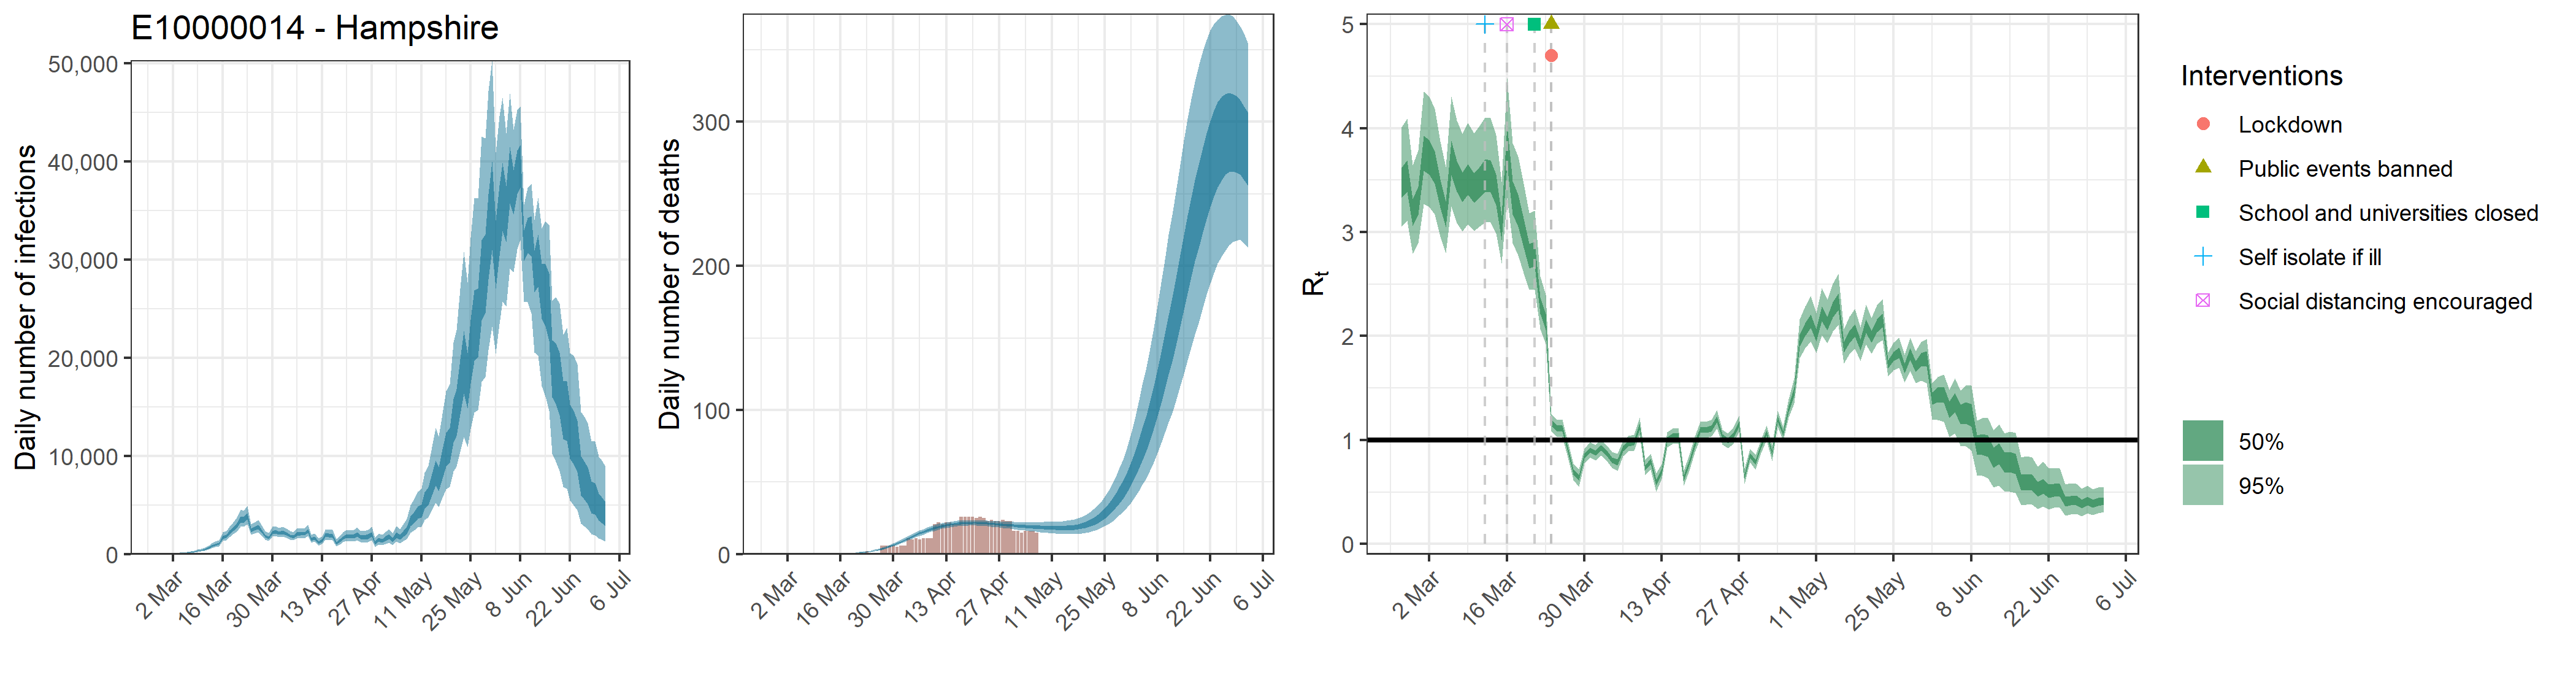 E10000014 - Hampshire
Daily number of infections
50,000
40,000
30,000
20,000
10,000
0
2 Mar
16 Mar
30 Mar
13 Apr
27 Apr
11 May
25 May
8 Jun
22 Jun
6 Jul
Daily number of deaths
300
200
100
0
2 Mar
16 Mar
30 Mar
13 Apr
27 Apr
11 May
25 May
8 Jun
22 Jun
6 Jul
Rt
5
4
3
2
1
0
2 Mar
16 Mar
30 Mar
13 Apr
27 Apr
11 May
25 May
8 Jun
22 Jun
6 Jul
Interventions
Lockdown
Public events banned
School and universities closed
Self isolate if ill
Social distancing encouraged
50%
95%